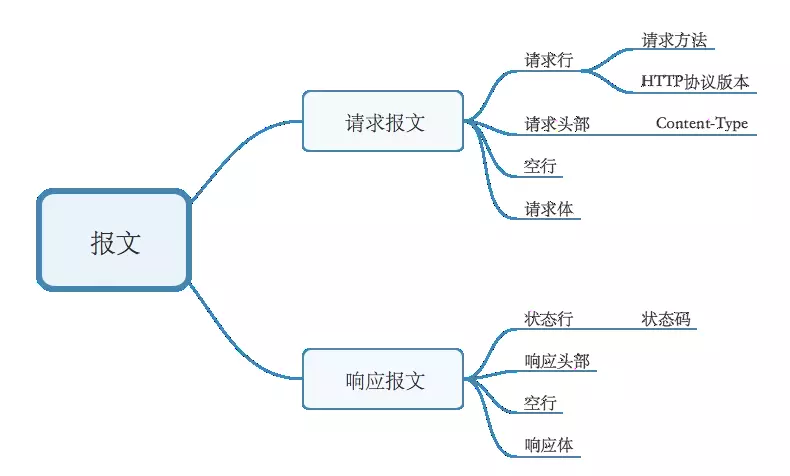 报文
请求报文
请求行
请求方法
HTTP协议版本
请求头部
Content-Type
空行
请求体
响应报文
状态行
状态码
响应头部
空行
响应体